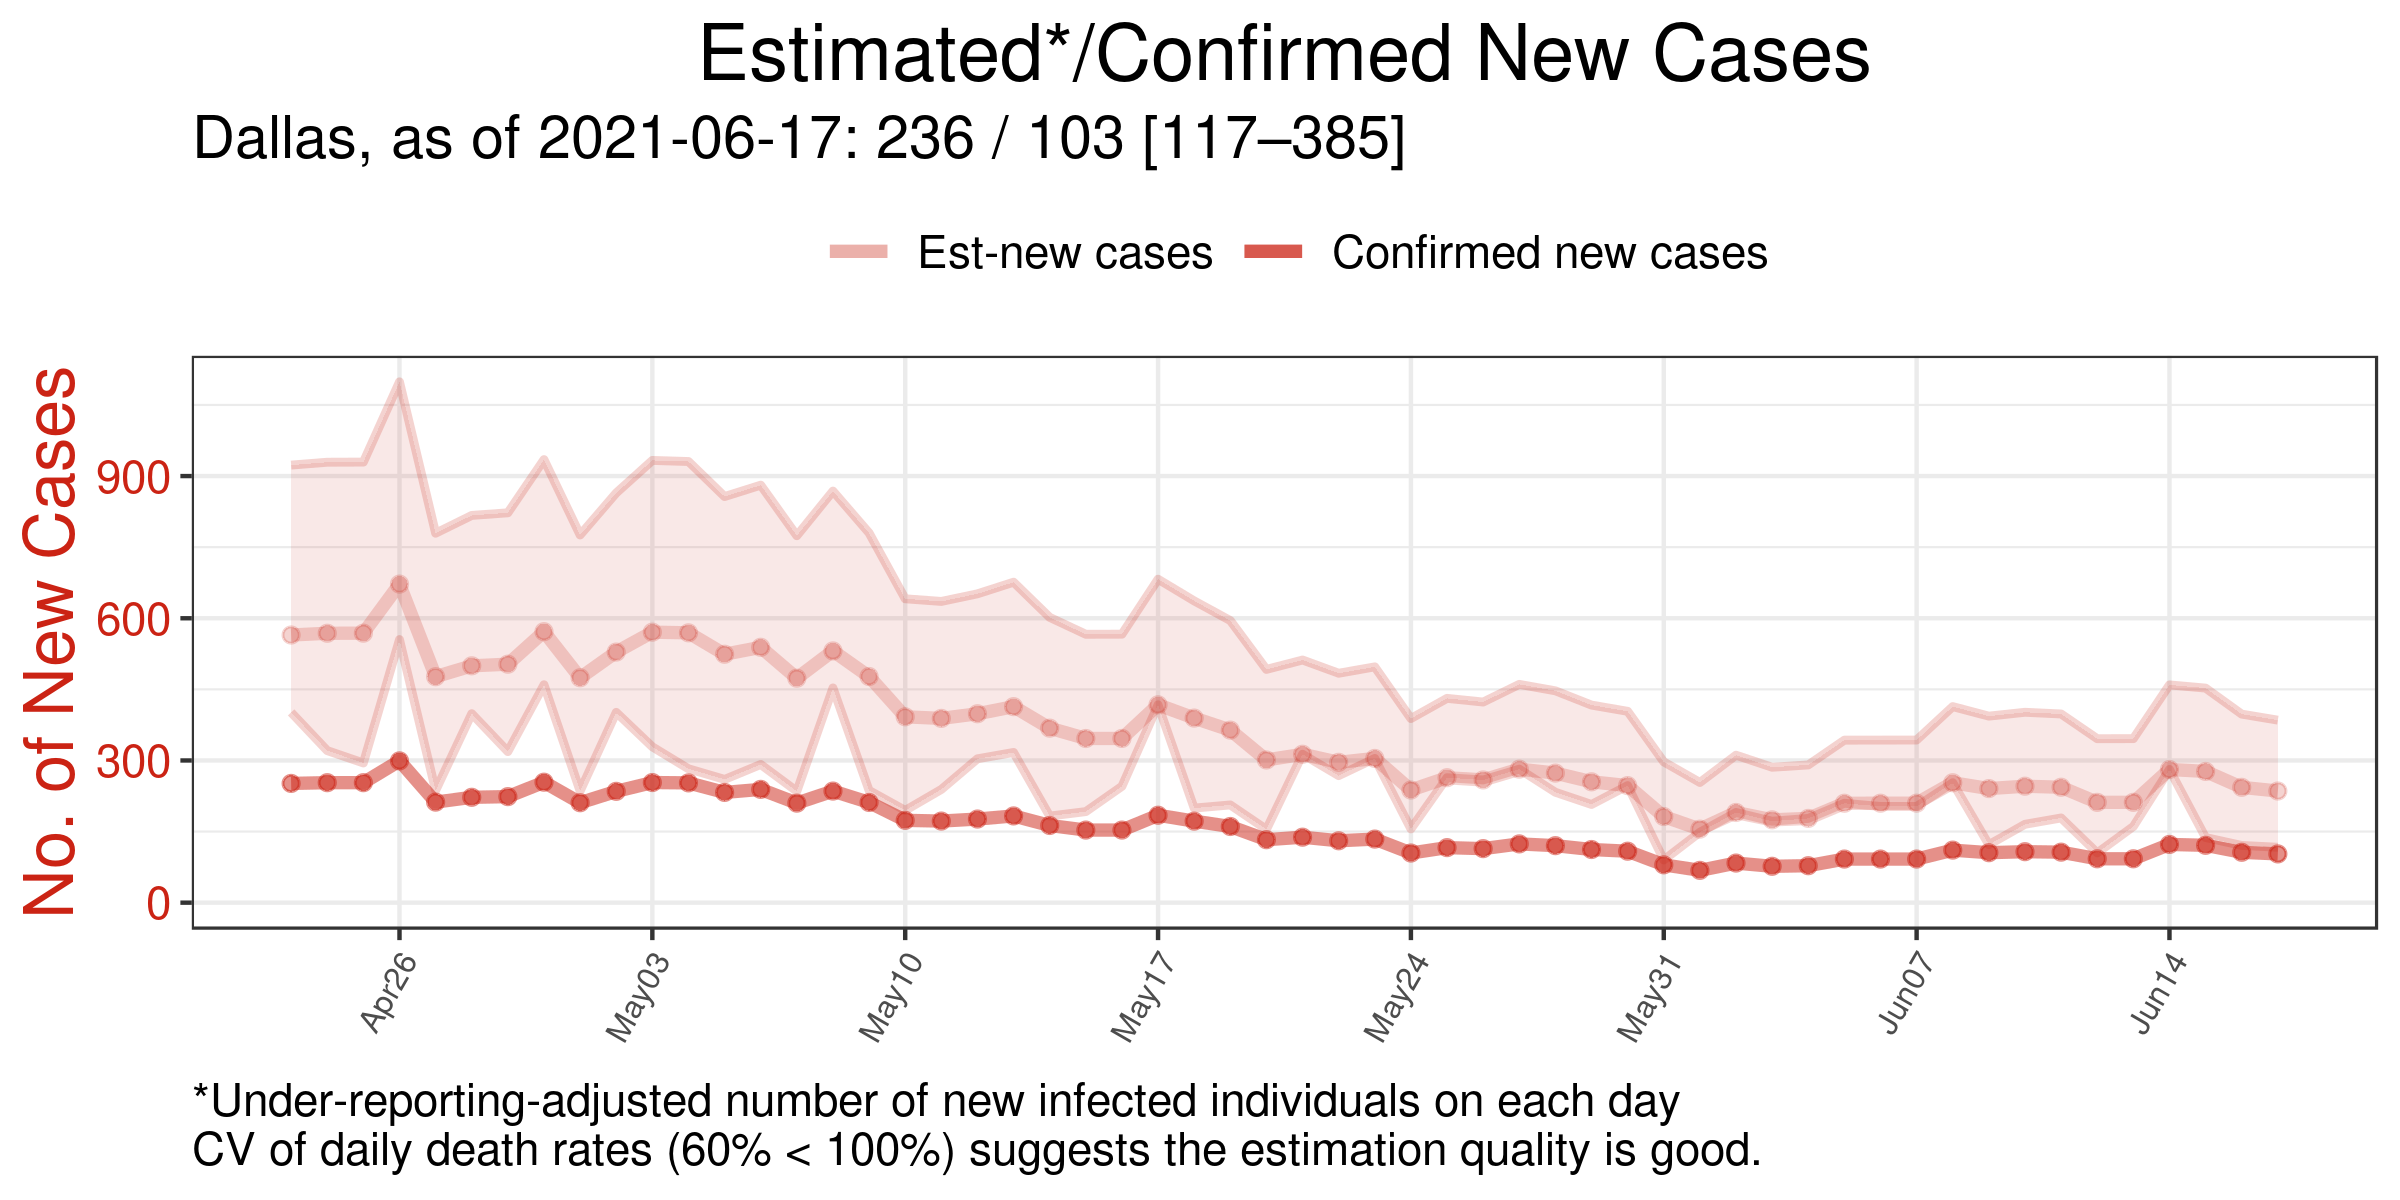 Estimated*/Confirmed New Cases
Dallas, as of 2021-06-17: 236 / 103 [117–385]
Est-new cases Confirmed new cases
No. of New Cases
900
600
300
0
Apr26 May03 May10 May17 May24 May31 Jun07 Jun14
*Under-reporting-adjusted number of new infected individuals on each day
CV of daily death rates (60% < 100%) suggests the estimation quality is good.